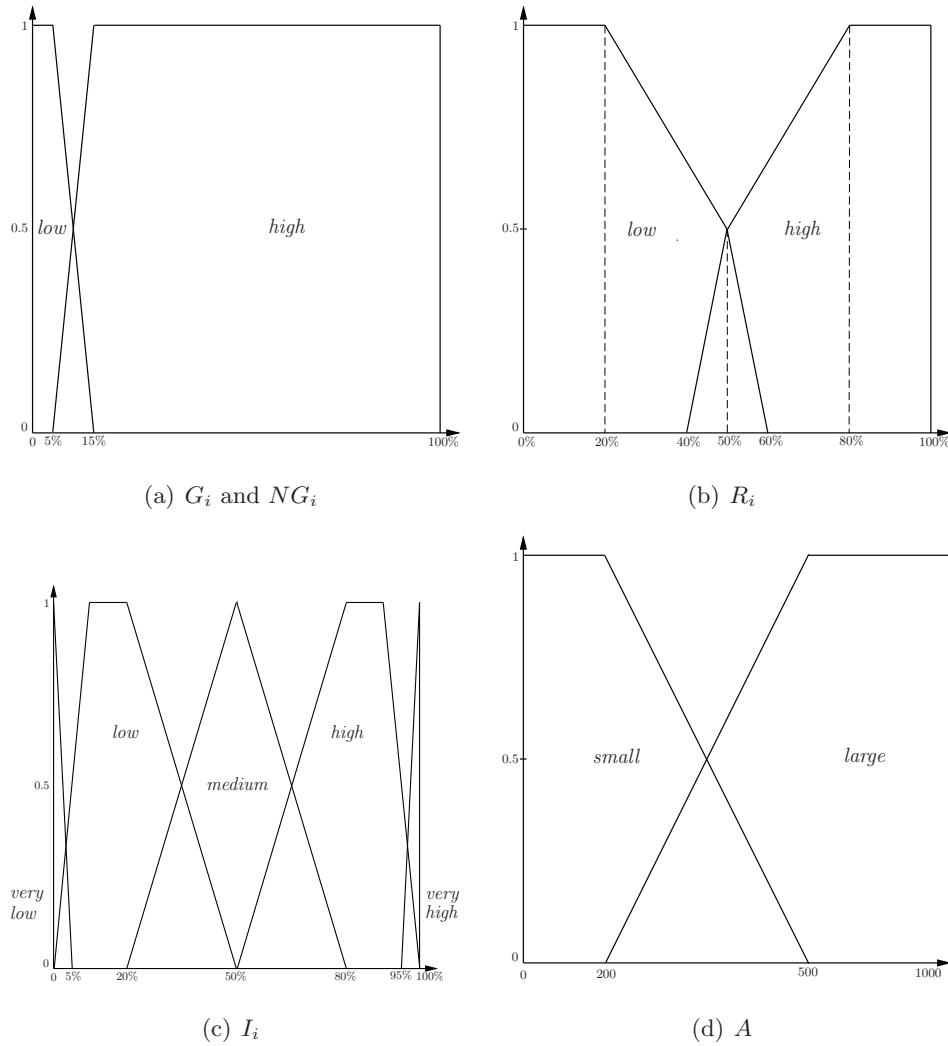 1
0.5
low
high
0
0 5% 15% 100%
(a) G_i and NG_i
1
0.5
low
high
0
0% 20% 40% 50% 60% 80% 100%
(b) R_i
1
low
high
0.5
medium
very
low
very
high
0
0 5% 20% 50% 80% 95% 100%
(c) I_i
1
0.5
small
large
0
0 200 500 1000
(d) A